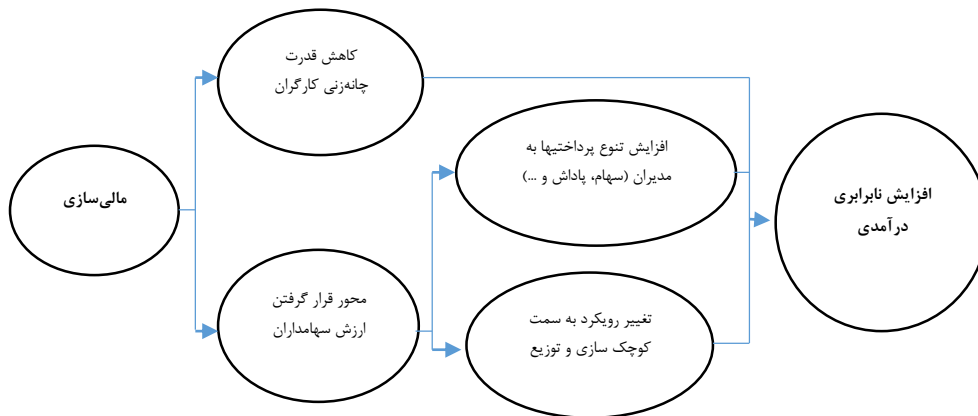 کاهش قدرت
چانه‌زنی کارگران
افزایش تنوع پرداختیها به
مدیران (سهام، پاداش و ...)
افزایش نابرابری
درآمدی
مالی‌سازی
محور قرار گرفتن
ارزش سهامداران
تغییر رویکرد به سمت
کوچک سازی و توزیع